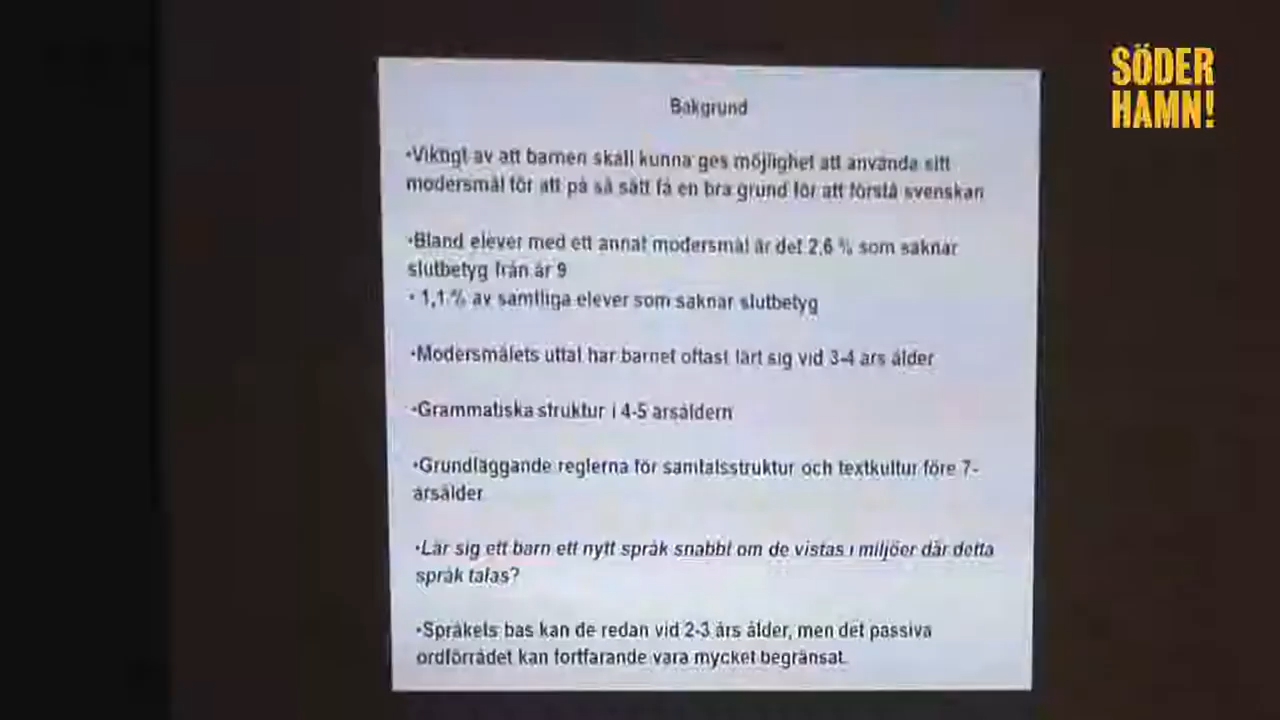 SÖDER
HAMN!
Bakgrund
•Viktigt av att barnen skall kunna ges möjlighet att använda sitt
modersmål för att på så sätt få en bra grund för att förstå svenskan
•Bland elever med ett annat modersmål är det 2,6 % som saknar
slutbetyg från år 9
• 1,1 % av samtliga elever som saknar slutbetyg
•Modersmålets uttal har barnet oftast lärt sig vid 3-4 års ålder
•Grammatiska struktur i 4-5 årsåldern
•Grundläggande reglerna för samtalsstruktur och textkultur före 7-
årsålder
•Lär sig ett barn ett nytt språk snabbt om de vistas i miljöer där detta
språk talas?
•Språkets bas kan de redan vid 2-3 års ålder, men det passiva
ordförrådet kan fortfarande vara mycket begränsat.